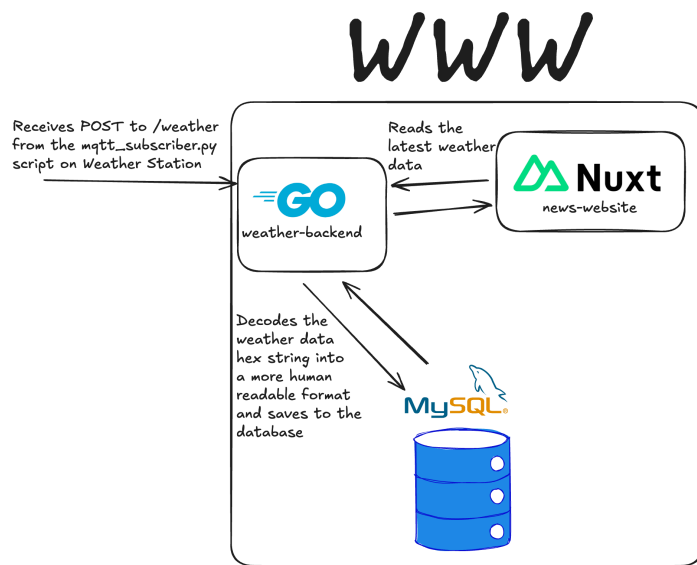 WWW
Receives POST to /weather
from the mqtt_subscriber.py
script on Weather Station
Reads the
latest weather
data
GO
weather-backend
Nuxt
news-website
Decodes the
weather data
hex string into
a more human
readable format
and saves to the
database
MySQL®